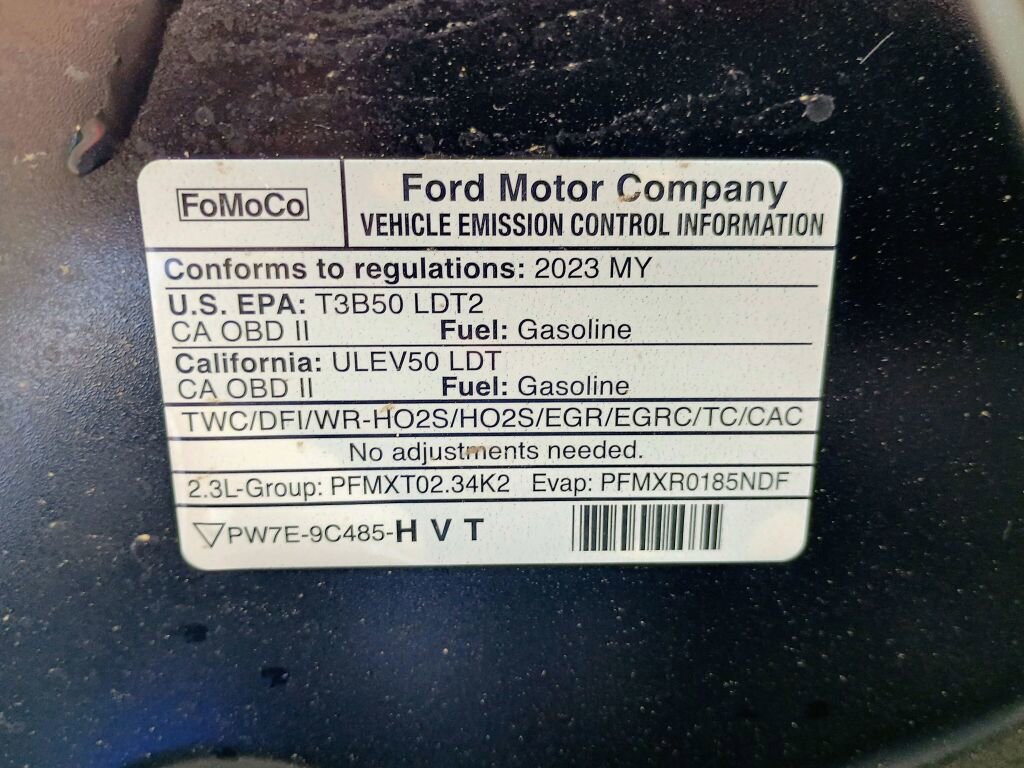 FoMoCo
Ford Motor Company
VEHICLE EMISSION CONTROL INFORMATION
Conforms to regulations: 2023 MY
U.S. EPA: T3B50 LDT2
CA OBD II Fuel: Gasoline
California: ULEV50 LDT
CA OBD II Fuel: Gasoline
TWC/DFI/WR-HO2S/HO2S/EGR/EGRC/TC/CAC
No adjustments needed.
2.3L-Group: PFMXT02.34K2 Evap: PFMXR0185NDF
PW7E-9C485-H V T